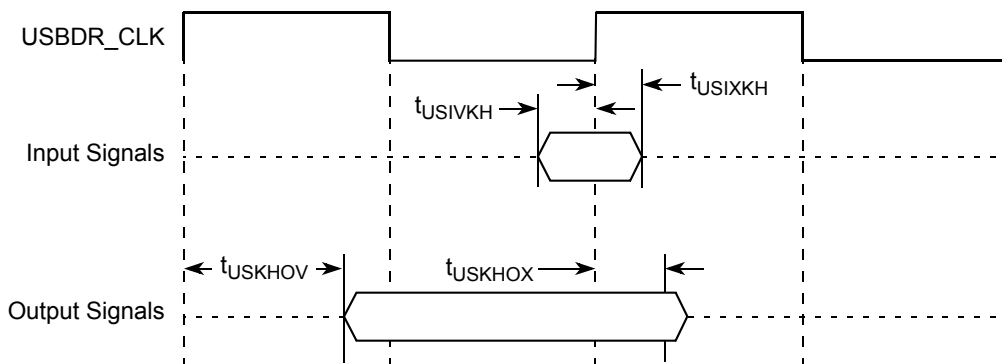 USBDR_CLK
tUSIXKH
tUSIVKH
Input Signals
tUSKHOV
tUSKHOX
Output Signals